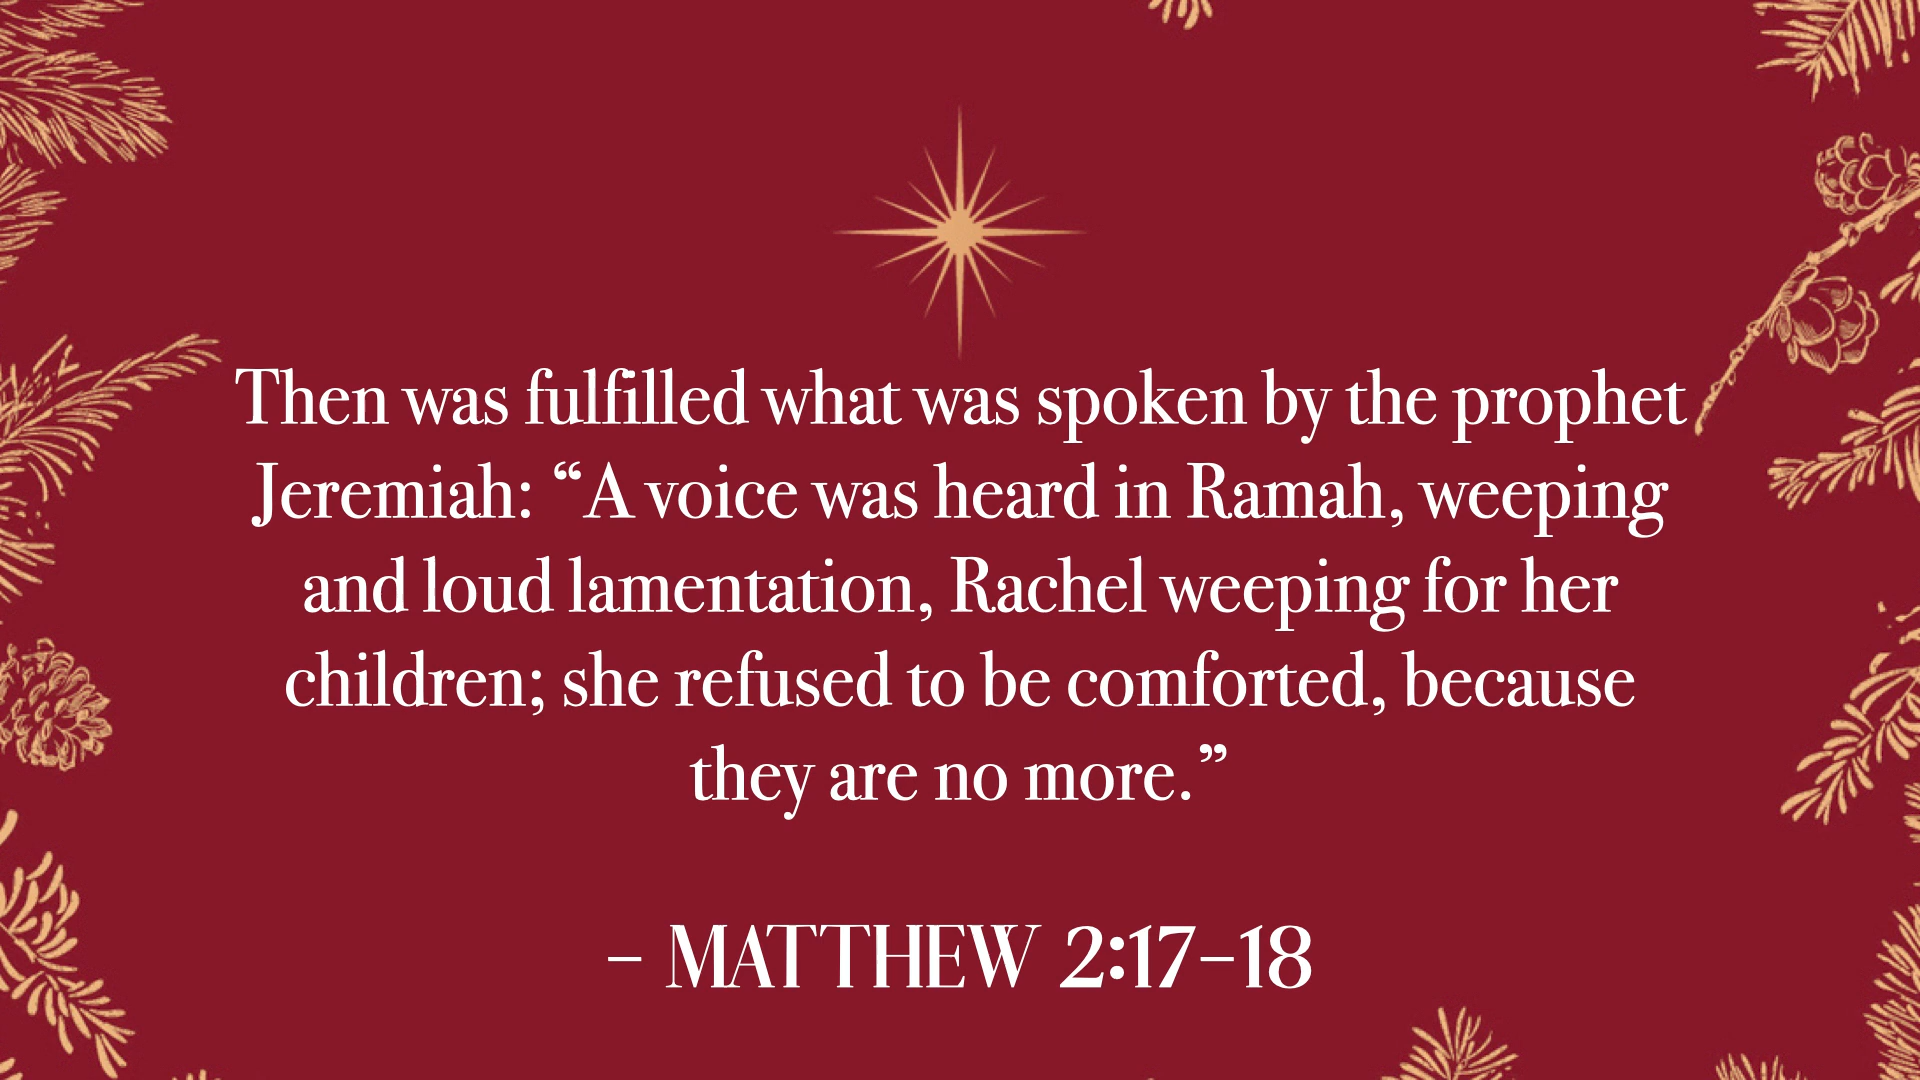 Then was fulfilled what was spoken by the prophet
Jeremiah: “A voice was heard in Ramah, weeping
and loud lamentation, Rachel weeping for her
children; she refused to be comforted, because
they are no more.”
– MATTHEW 2:17–18